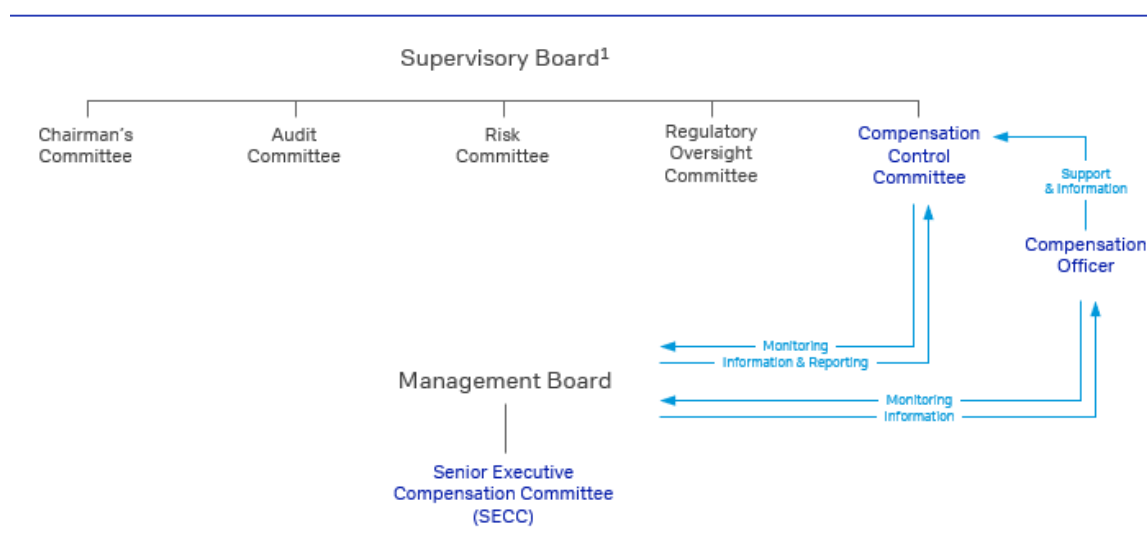 Supervisory Board¹
Chairman's
Committee
Audit
Committee
Risk
Committee
Regulatory
Oversight
Committee
Compensation
Control
Committee
Support
& Information
Compensation
Officer
Monitoring
Information & Reporting
Management Board
Monitoring
Information
Senior Executive
Compensation Committee
(SECC)